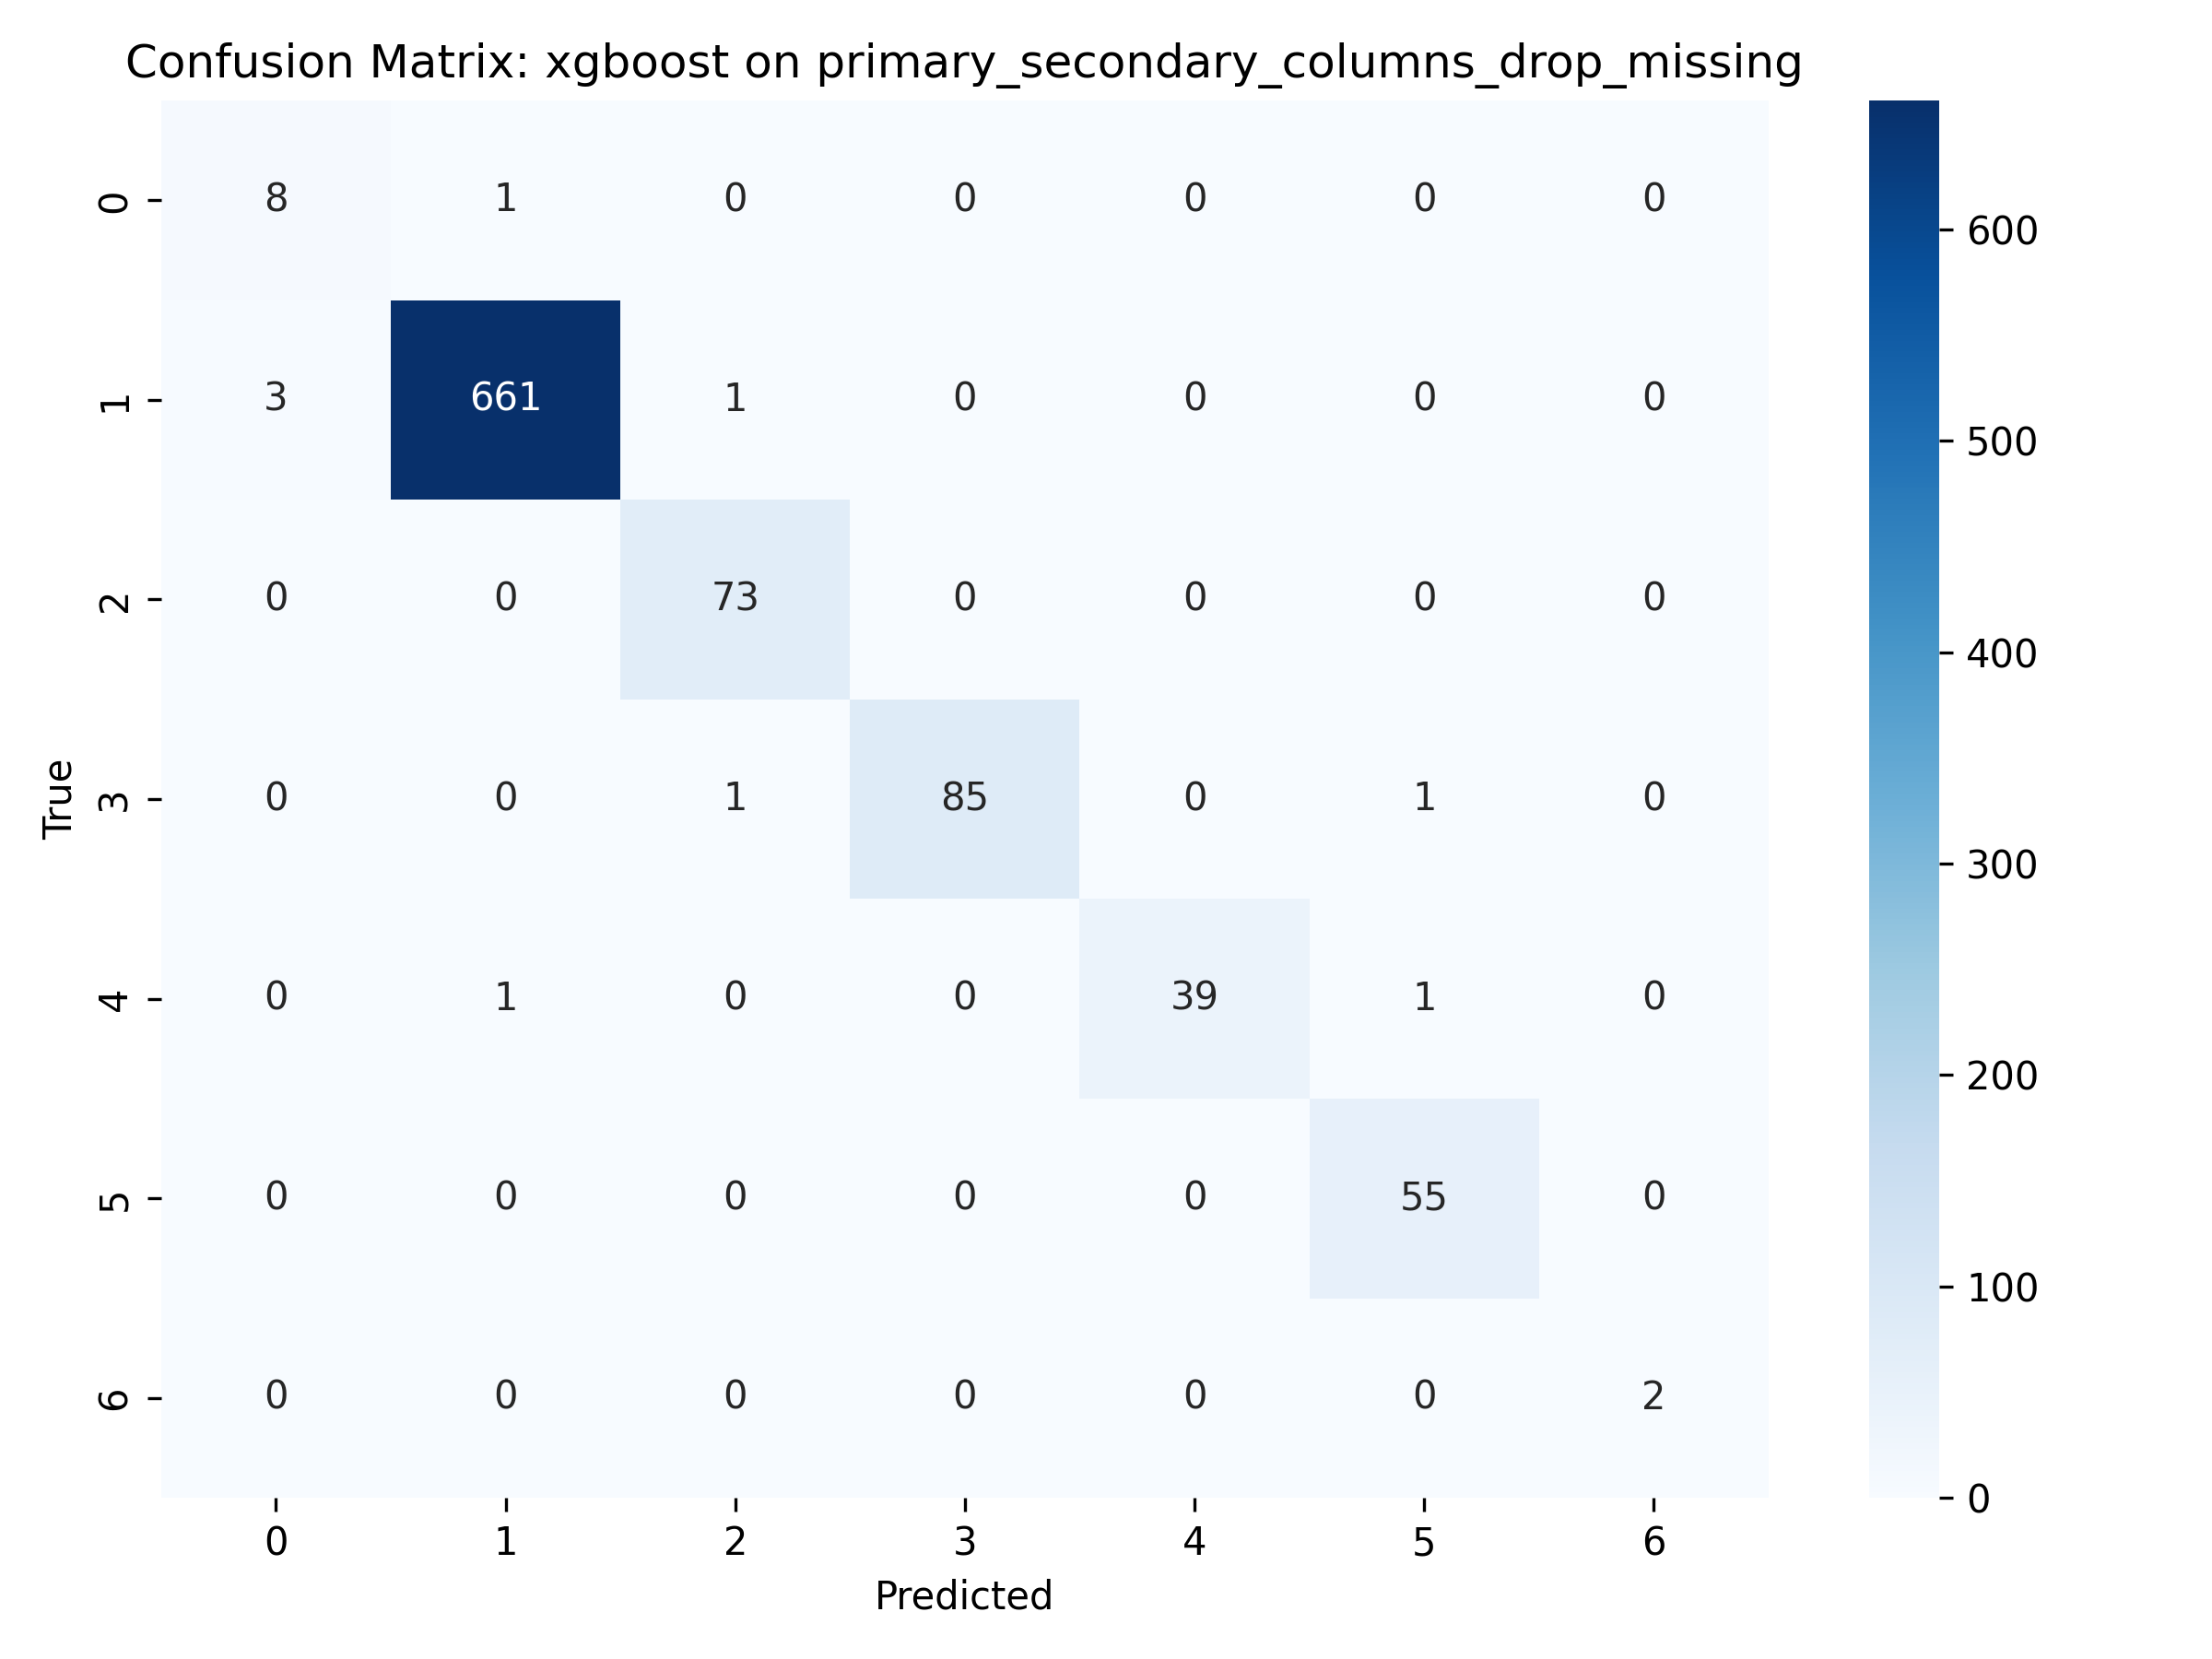 Confusion Matrix: xgboost on primary_secondary_columns_drop_missing
0 8 1 0 0 0 0 0
1 3 661 1 0 0 0 0
2 0 0 73 0 0 0 0
3 0 0 1 85 0 1 0
4 0 1 0 0 39 1 0
5 0 0 0 0 0 55 0
6 0 0 0 0 0 0 2
0 1 2 3 4 5 6
True
Predicted
600
500
400
300
200
100
0